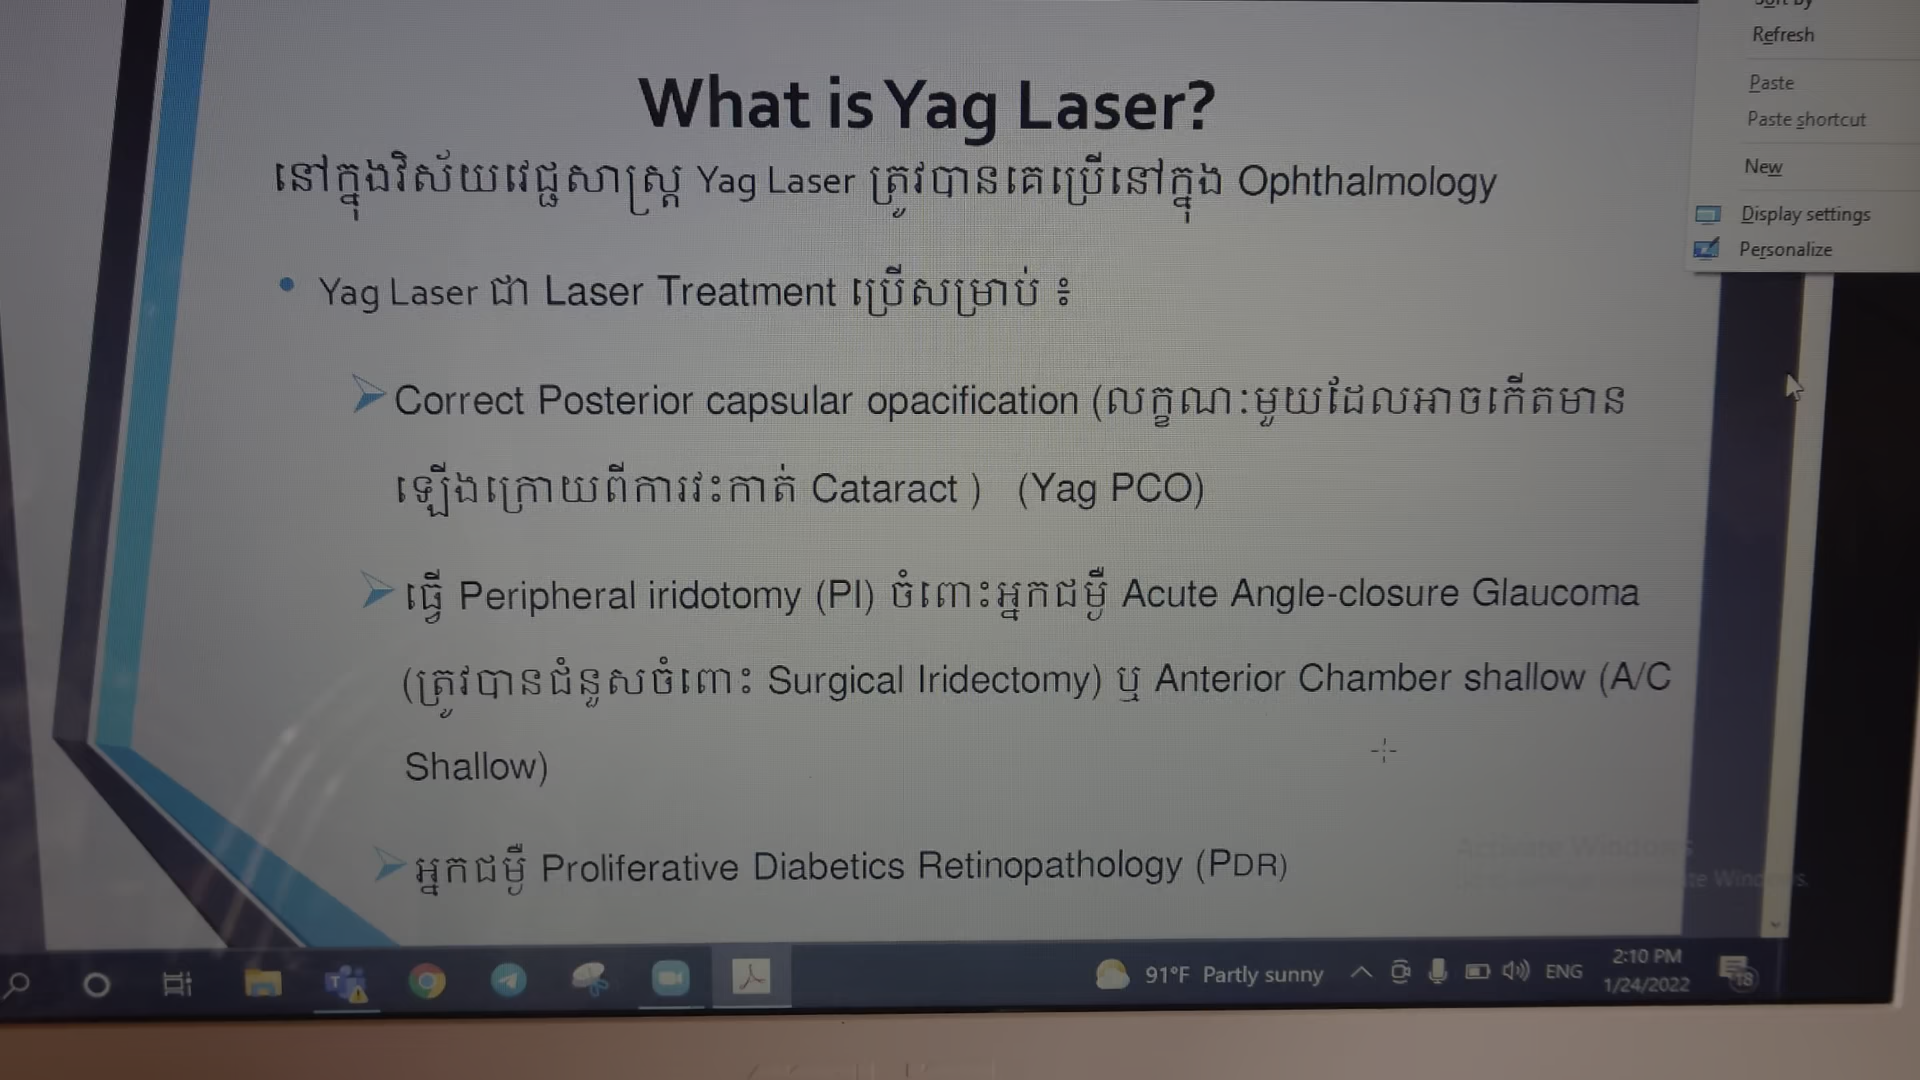 What is Yag Laser?
នៅក្នុងវិស័យវេជ្ជសាស្ត្រ Yag Laser ត្រូវបានគេប្រើនៅក្នុង Ophthalmology
• Yag Laser ជា Laser Treatment ប្រើសម្រាប់ ៖
Correct Posterior capsular opacification (លក្ខណៈមួយដែលអាចកើតមាន
ឡើងក្រោយពីការវះកាត់ Cataract ) (Yag PCO)
ធ្វើ Peripheral iridotomy (PI) ចំពោះអ្នកជម្ងឺ Acute Angle-closure Glaucoma
(ត្រូវបានជំនួសចំពោះ Surgical Iridectomy) ឬ Anterior Chamber shallow (A/C
Shallow)
អ្នកជម្ងឺ Proliferative Diabetics Retinopathology (PDR)
Sort by
Refresh
Paste
Paste shortcut
New
Display settings
Personalize
Activate Windows
91°F Partly sunny
ENG
2:10 PM
1/24/2022
18